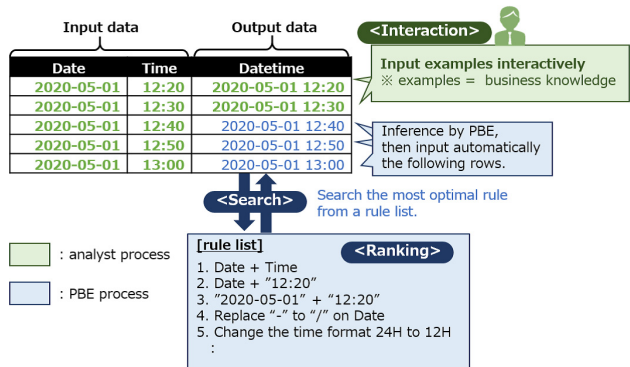 Input data Output data
<Interaction>
Date Time Datetime
2020-05-01 12:20 2020-05-01 12:20
2020-05-01 12:30 2020-05-01 12:30
2020-05-01 12:40 2020-05-01 12:40
2020-05-01 12:50 2020-05-01 12:50
2020-05-01 13:00 2020-05-01 13:00
Input examples interactively
※ examples = business knowledge
Inference by PBE,
then input automatically
the following rows.
<Search>
Search the most optimal rule
from a rule list.
[rule list]
<Ranking>
1. Date + Time
2. Date + ”12:20”
3. ”2020-05-01” + “12:20”
4. Replace “-” to “/” on Date
5. Change the time format 24H to 12H
:
: analyst process
: PBE process